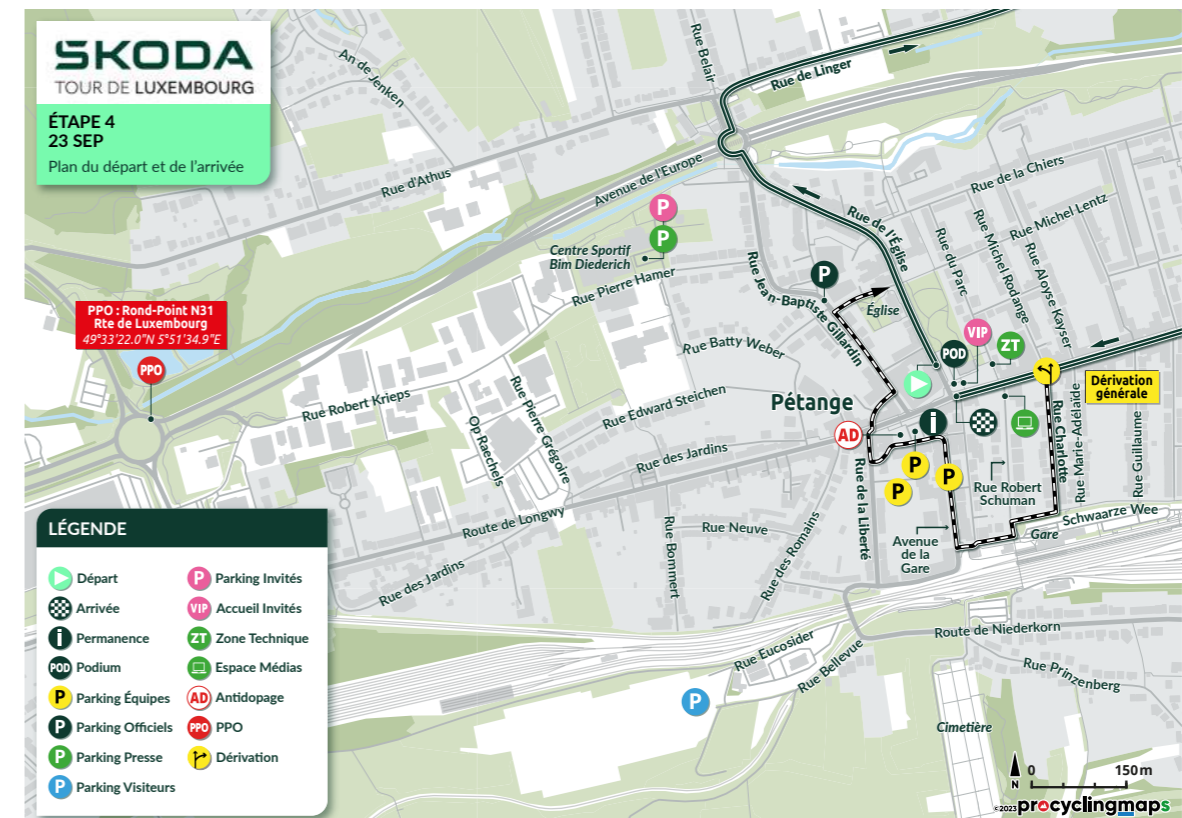 SKODA
TOUR DE LUXEMBOURG
ÉTAPE 4
23 SEP
Plan du départ et de l'arrivée
An de Jenken
Rue Belair
Rue de Linger
Rue d'Athus
Avenue de l'Europe
Rue de la Chiers
Rue Michel Lentz
Rue de l'Église
Rue du Parc
Rue Michel Rodange
Rue Aloyse Kayser
P
P
Centre Sportif
Bim Diederich
Rue Pierre Hamer
Rue Jean-Baptiste Gillardin
P
Église
PPO : Rond-Point N31
Rte de Luxembourg
49°33'22.0"N 5°51'34.9"E
PPO
Rue Batty Weber
VIP
ZT
POD
Dérivation
générale
Rue Robert Krieps
Rue Pierre Grégoire
Op Raechels
Rue Edward Steichen
Pétange
AD
i
Rue des Jardins
P
P
P
Rue Charlotte
Rue Marie-Adélaïde
Rue Guillaume
Rue Robert
Schuman
Rue de la Liberté
Route de Longwy
Rue Neuve
Rue Bommert
Rue des Romains
Avenue
de la
Gare
Gare
Schwaarze Wee
Rue des Jardins
Route de Niederkorn
Rue Eucosider
Rue Bellevue
Rue Prinzenberg
P
Cimetière
LÉGENDE
Départ
P Parking Invités
Arrivée
VIP Accueil Invités
i Permanence
ZT Zone Technique
POD Podium
Espace Médias
P Parking Équipes
AD Antidopage
P Parking Officiels
PPO PPO
P Parking Presse
Dérivation
P Parking Visiteurs
N
0 150 m
©2023 procyclingmaps